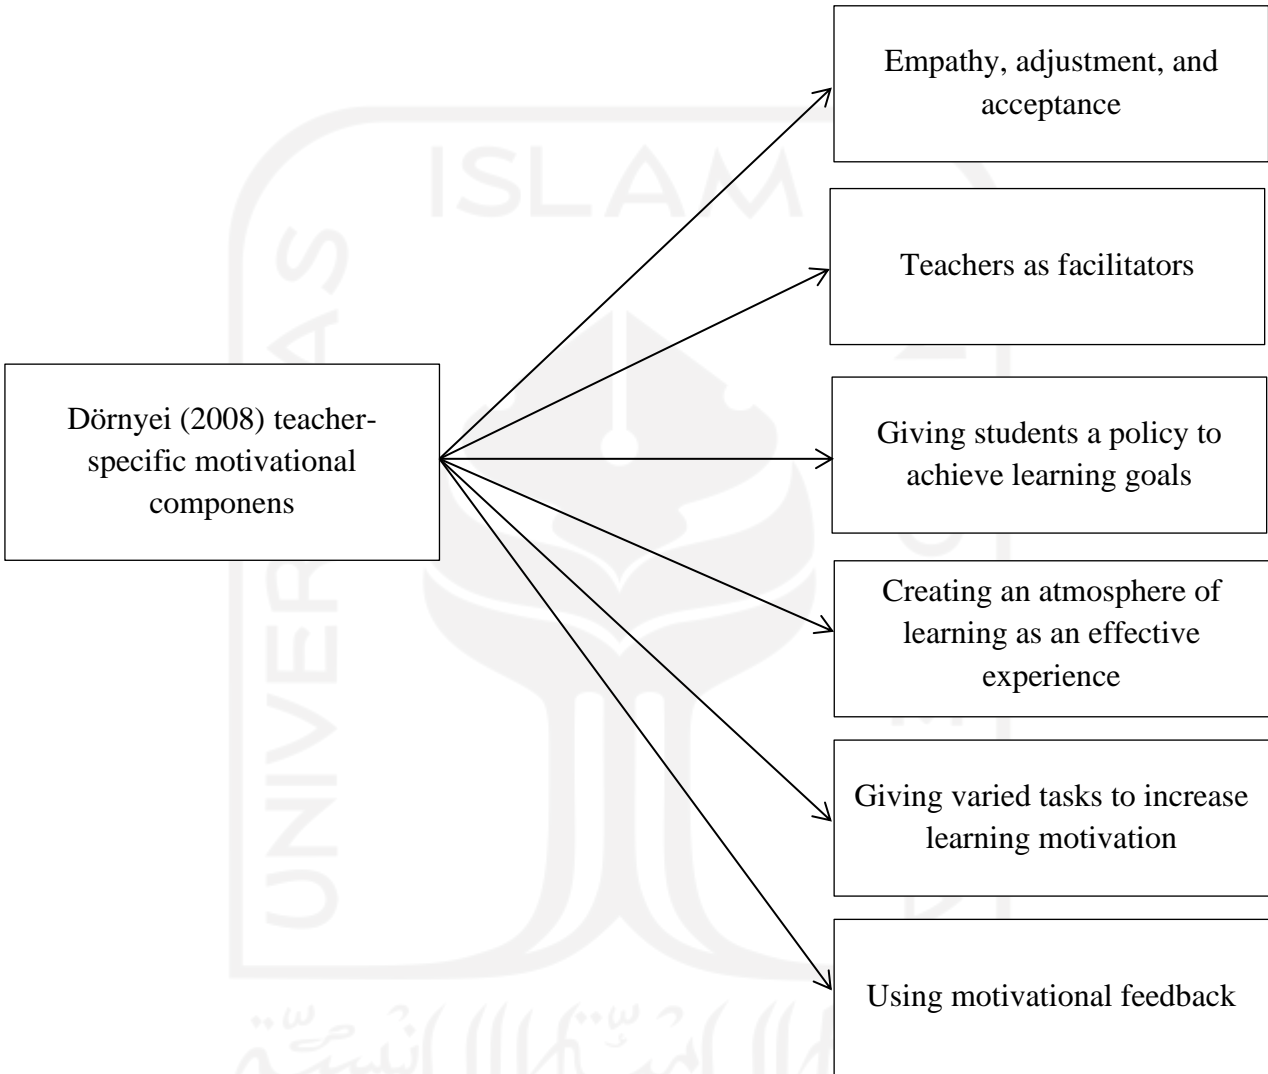 Empathy, adjustment, and
acceptance
Teachers as facilitators
Dörnyei (2008) teacher-
specific motivational
componens
Giving students a policy to
achieve learning goals
Creating an atmosphere of
learning as an effective
experience
Giving varied tasks to increase
learning motivation
Using motivational feedback
UNIVERSITAS
ISLAM